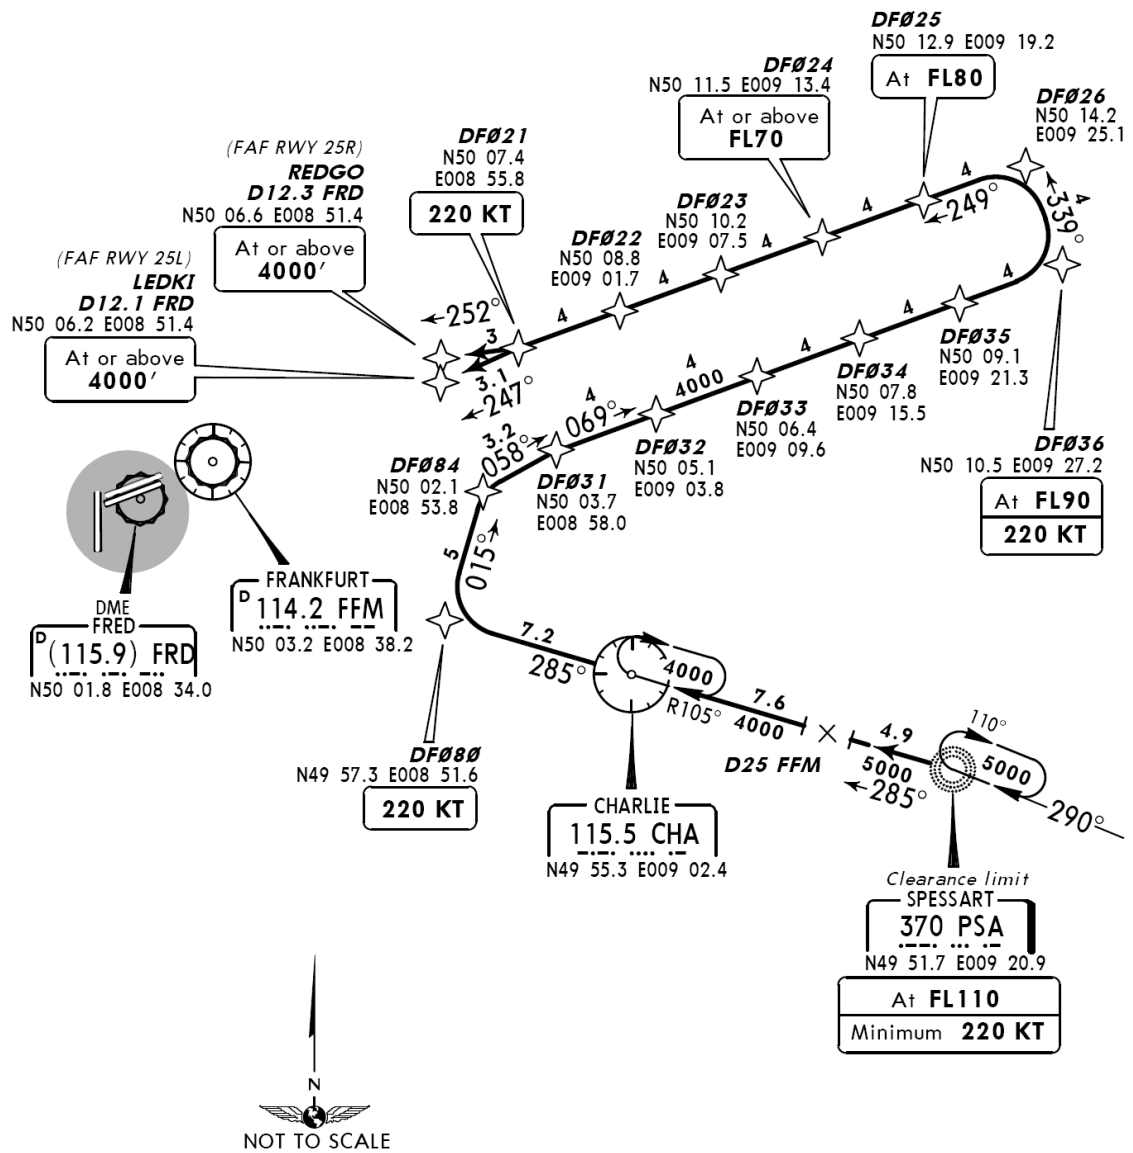 DFØ25
N50 12.9 E009 19.2
At FL80
DFØ24
N50 11.5 E009 13.4
At or above
FL70
DFØ26
N50 14.2
E009 25.1
DFØ21
N50 07.4
E008 55.8
220 KT
(FAF RWY 25R)
REDGO
D12.3 FRD
N50 06.6 E008 51.4
At or above
4000'
DFØ23
N50 10.2
E009 07.5
DFØ22
N50 08.8
E009 01.7
(FAF RWY 25L)
LEDKI
D12.1 FRD
N50 06.2 E008 51.4
At or above
4000'
4
249°
4
339°
4
4
4
4
252°
3
3.1
247°
DFØ35
N50 09.1
E009 21.3
4
DFØ34
N50 07.8
E009 15.5
4
DFØ33
N50 06.4
E009 09.6
4
4000
DFØ32
N50 05.1
E009 03.8
4
069°
DFØ31
N50 03.7
E008 58.0
3.2
058°
DFØ84
N50 02.1
E008 53.8
DFØ36
N50 10.5 E009 27.2
At FL90
220 KT
5
015°
FRANKFURT
D 114.2 FFM
N50 03.2 E008 38.2
DME
FRED
D (115.9) FRD
N50 01.8 E008 34.0
7.2
285°
DFØ8Ø
N49 57.3 E008 51.6
220 KT
4000
R105°
7.6
4000
D25 FFM
4.9
5000
285°
110°
5000
290°
CHARLIE
115.5 CHA
N49 55.3 E009 02.4
Clearance limit
SPESSART
370 PSA
N49 51.7 E009 20.9
At FL110
Minimum 220 KT
N
NOT TO SCALE